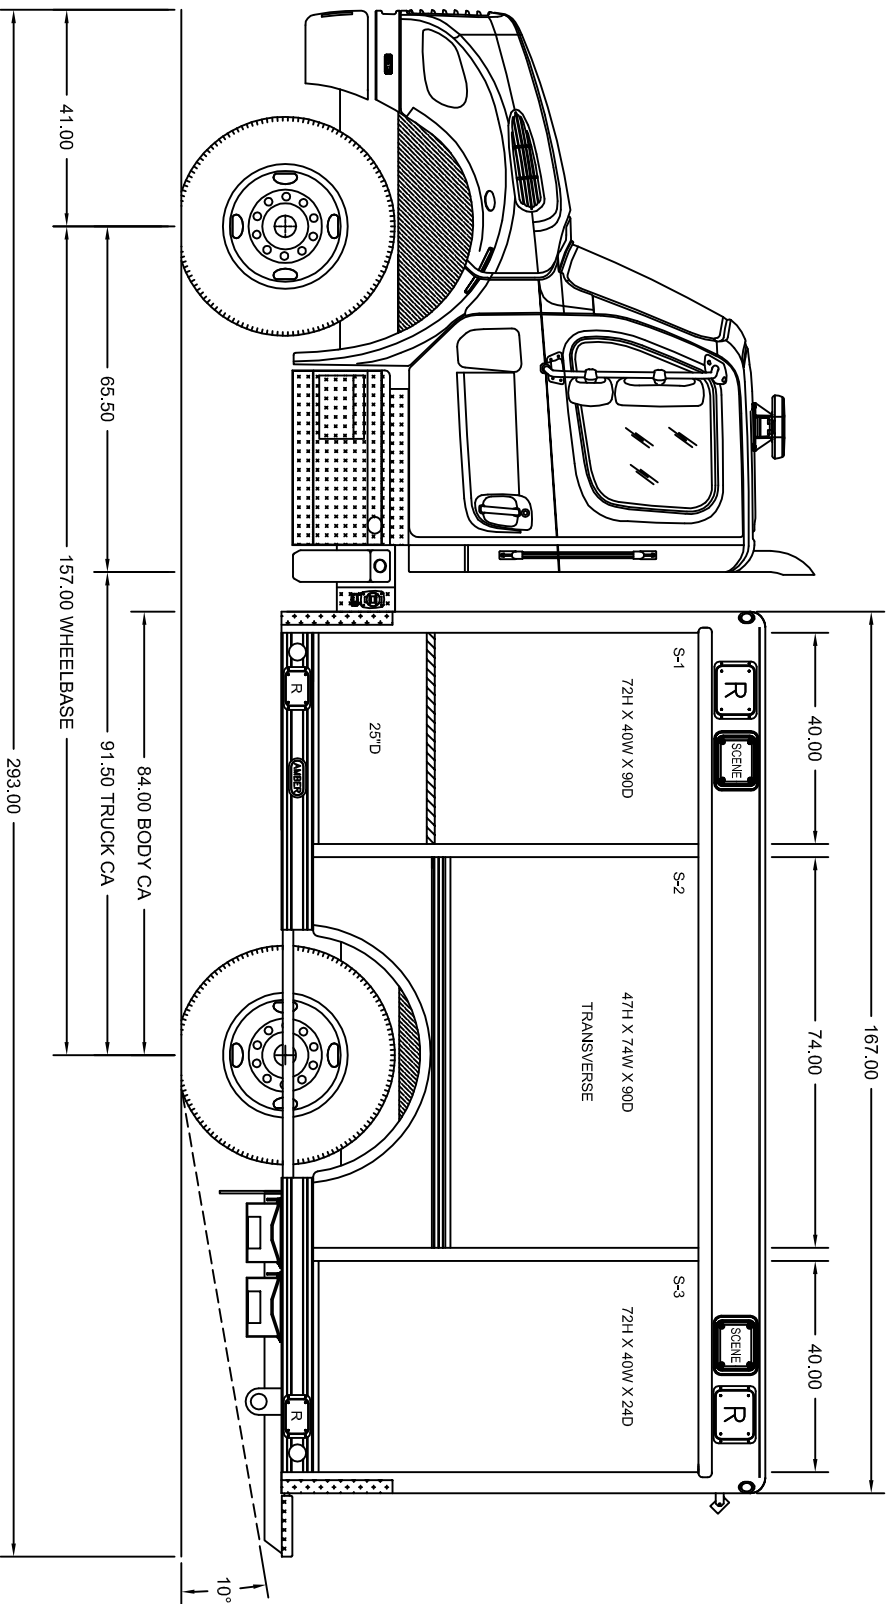 167.00
40.00
74.00
40.00
R
SCENE
SCENE
R
S-1
72H X 40W X 90D
S-2
47H X 74W X 90D
TRANSVERSE
S-3
72H X 40W X 24D
25"D
R
AMBER
R
10°
84.00 BODY CA
65.50
91.50 TRUCK CA
41.00
157.00 WHEELBASE
293.00